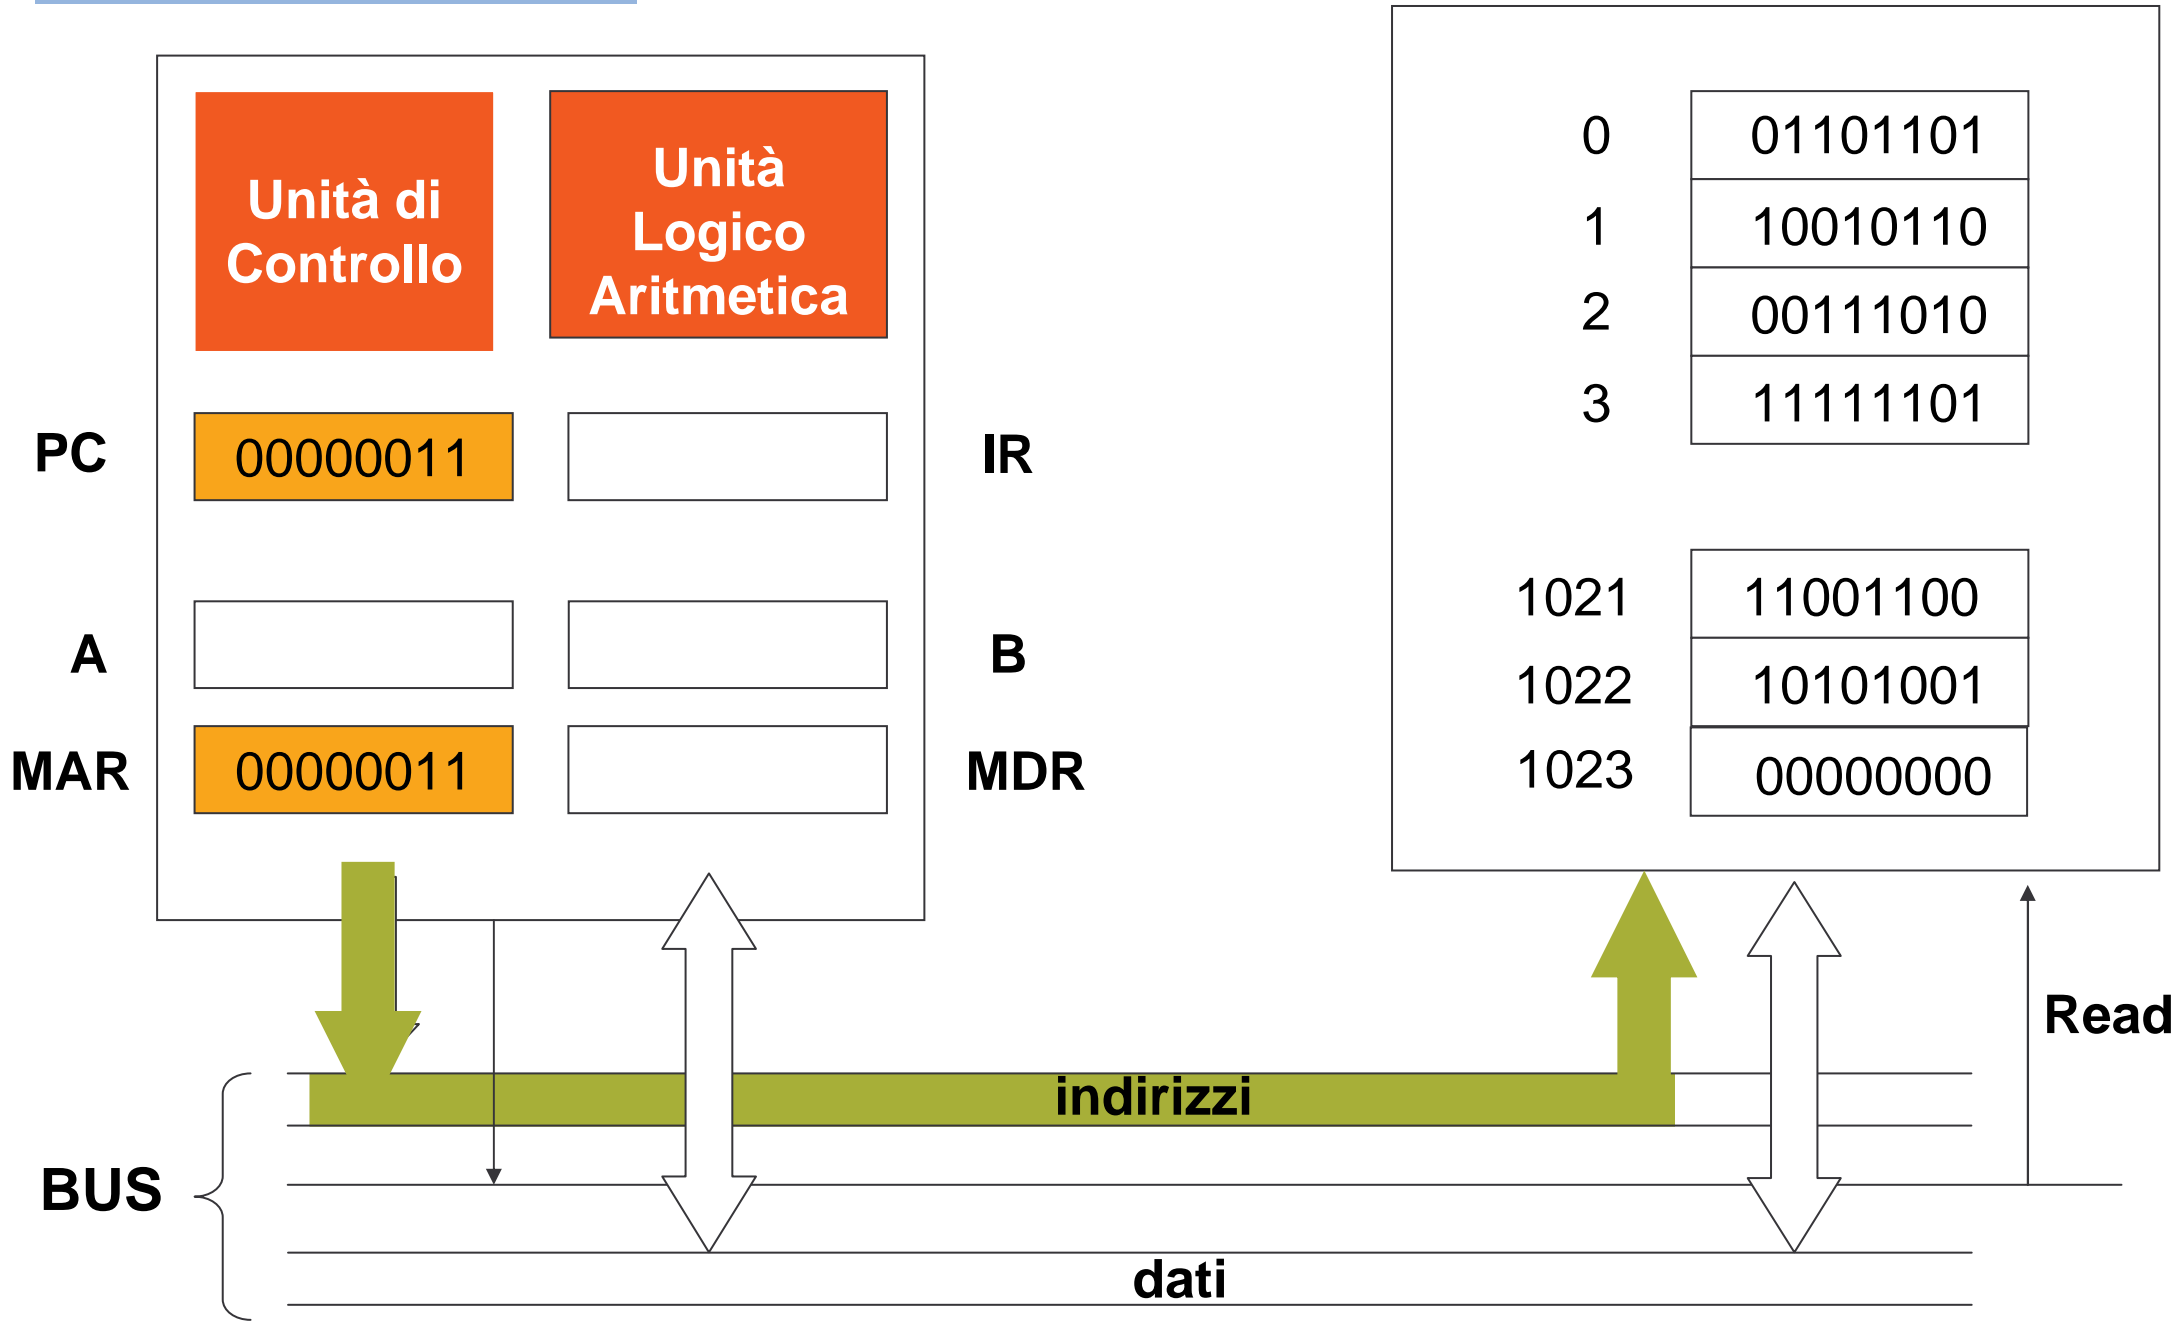 Unità di
Controllo
Unità
Logico
Aritmetica
PC
00000011
IR
A
B
MAR
00000011
MDR
0
01101101
1
10010110
2
00111010
3
11111101
1021
11001100
1022
10101001
1023
00000000
Read
indirizzi
BUS
dati